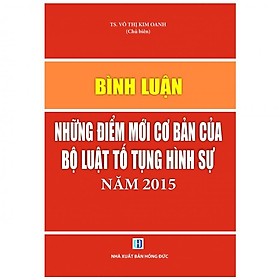 TS. VÕ THỊ KIM OANH
(Chủ biên)
BÌNH LUẬN
NHỮNG ĐIỂM MỚI CƠ BẢN CỦA
BỘ LUẬT TỐ TỤNG HÌNH SỰ
NĂM 2015
NHÀ XUẤT BẢN HỒNG ĐỨC